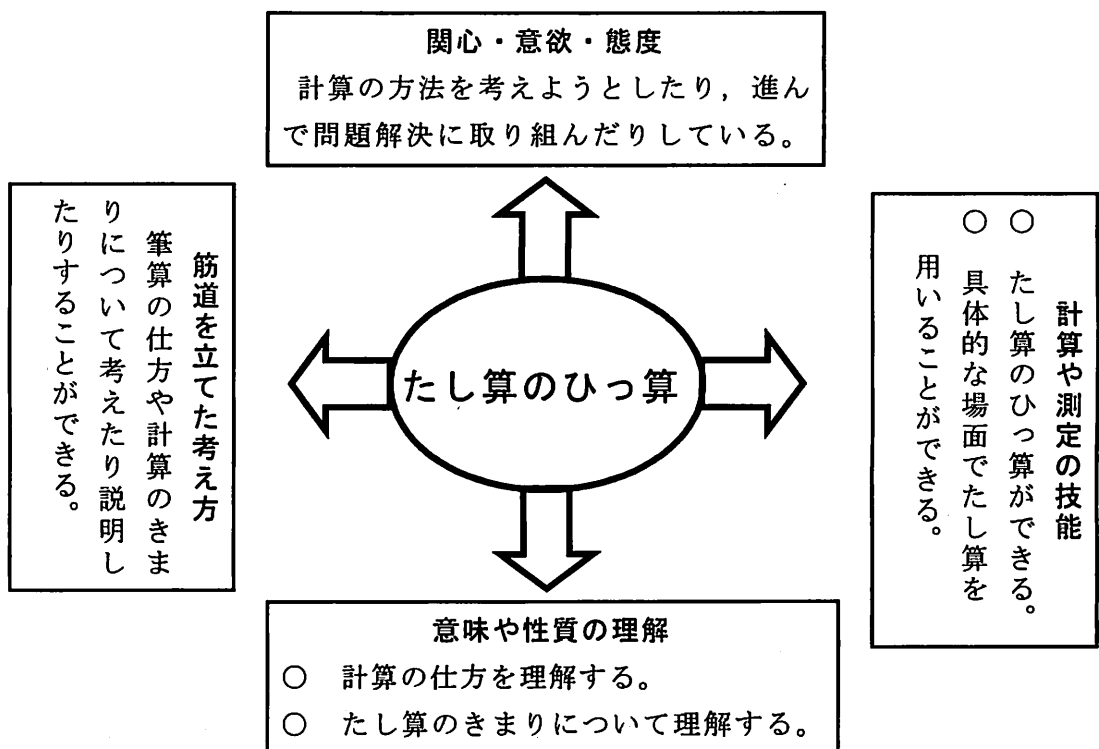 関心・意欲・態度
計算の方法を考えようとしたり，進ん
で問題解決に取り組んだりしている。
筋道を立てた考え方
筆算の仕方や計算のきま
りについて考えたり説明し
たりすることができる。
たし算のひっ算
計算や測定の技能
○　たし算のひっ算ができる。
○　具体的な場面でたし算を
用いることができる。
意味や性質の理解
○　計算の仕方を理解する。
○　たし算のきまりについて理解する。